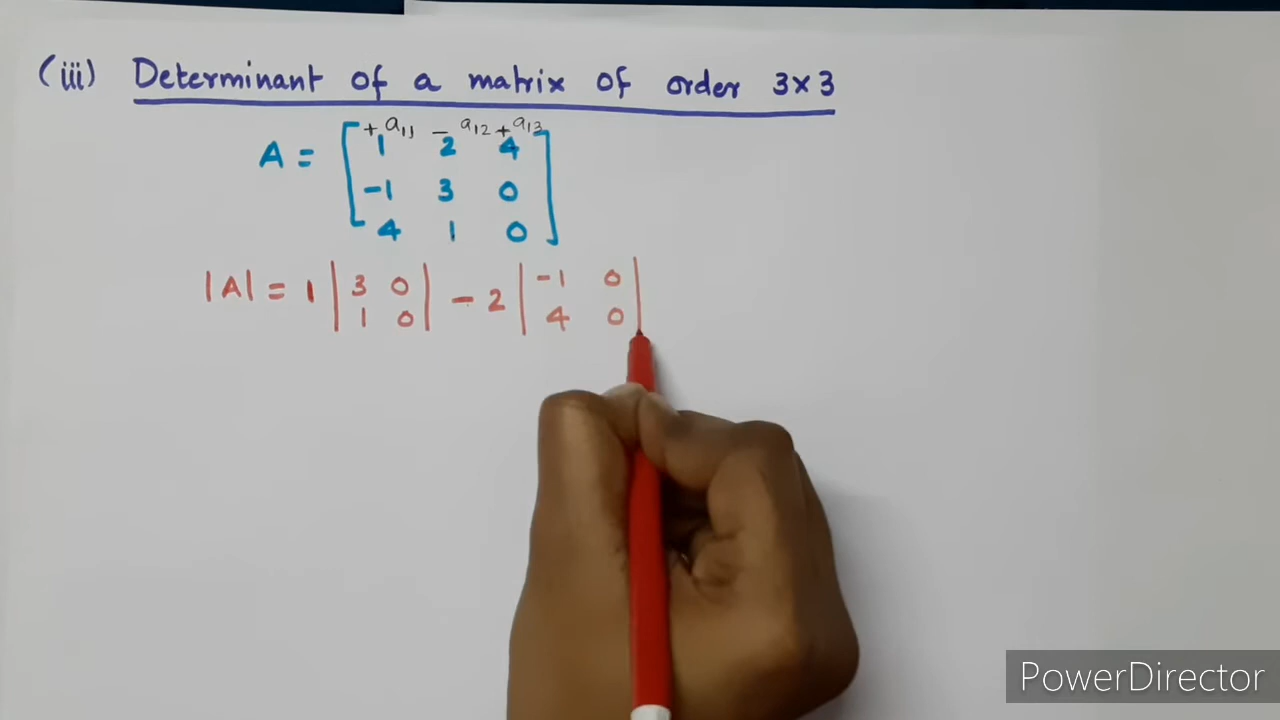 (iii) Determinant of a matrix of order 3×3
+ a11 - a12 + a13
A = [ 1 2 4
-1 3 0
4 1 0 ]
|A| = 1 | 3 0 | - 2 | -1 0 |
| 1 0 | | 4 0 |
PowerDirector